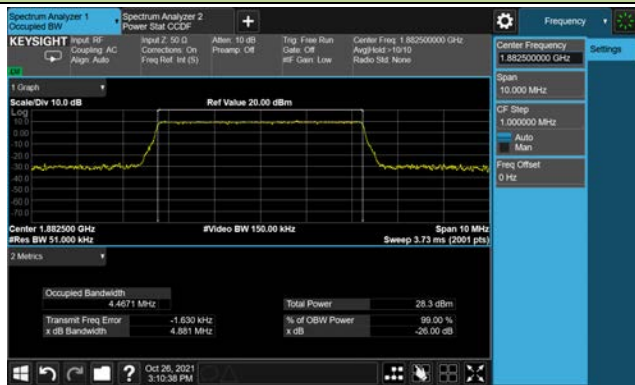 Spectrum Analyzer 1
Occupied BW
Spectrum Analyzer 2
Power Stat CCDF
Frequency
KEYSIGHT
Input: RF
Coupling: AC
Align: Auto
Input Z: 50 Ω
Corrections: On
Freq Ref: Int (S)
Atten: 10 dB
Preamp: Off
Trig: Free Run
Gate: Off
#IF Gain: Low
Center Freq: 1.882500000 GHz
Avg|Hold:>10/10
Radio Std: None
Center Frequency
1.882500000 GHz
Settings
Span
10.000 MHz
CF Step
1.000000 MHz
Auto
Man
Freq Offset
0 Hz
1 Graph
Scale/Div 10.0 dB
Ref Value 20.00 dBm
Log
10.0
0.00
-10.0
-20.0
-30.0
-40.0
-50.0
-60.0
-70.0
Center 1.882500 GHz
#Video BW 150.00 kHz
Span 10 MHz
#Res BW 51.000 kHz
Sweep 3.73 ms (2001 pts)
2 Metrics
Occupied Bandwidth
4.4671 MHz
Total Power
28.3 dBm
Transmit Freq Error
-1.630 kHz
% of OBW Power
99.00 %
x dB Bandwidth
4.881 MHz
x dB
-26.00 dB
?
Oct 26, 2021
3:10:38 PM